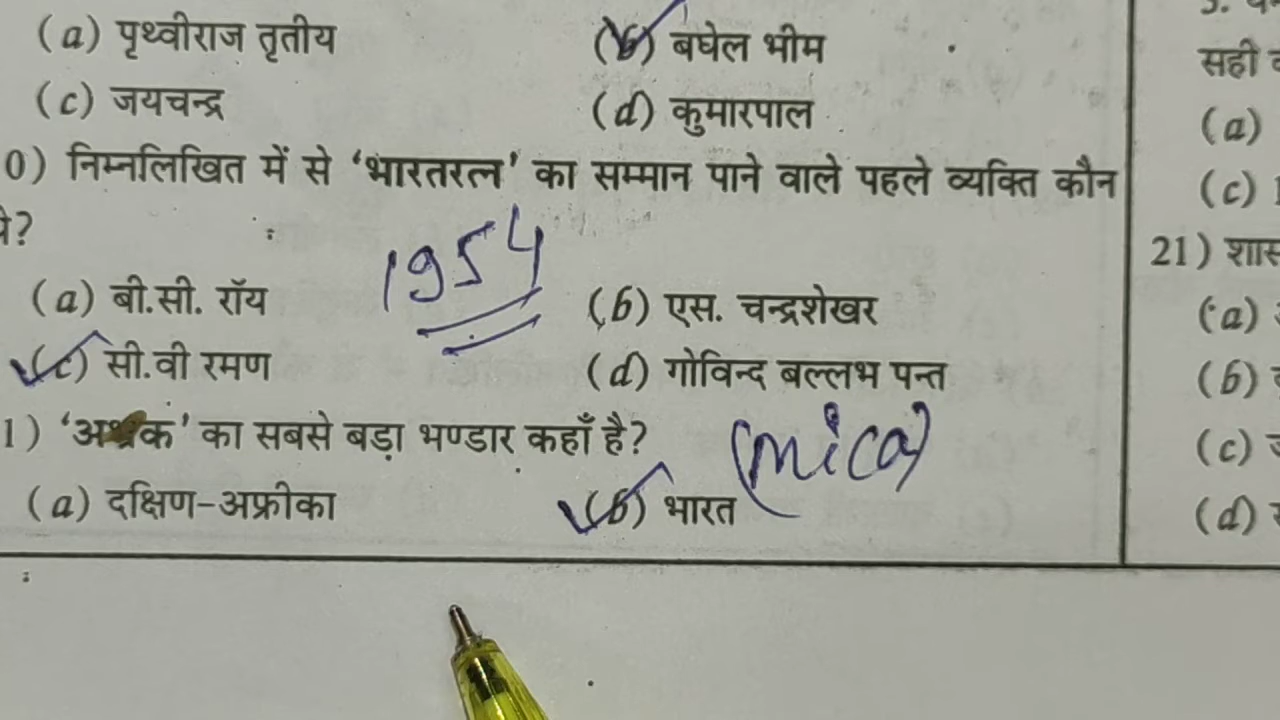 (a) पृथ्वीराज तृतीय (b) बघेल भीम
(c) जयचन्द्र (d) कुमारपाल
0) निम्नलिखित में से ‘भारतरत्न’ का सम्मान पाने वाले पहले व्यक्ति कौन
थे?
1954
(a) बी.सी. रॉय (b) एस. चन्द्रशेखर
(c) सी.वी रमण (d) गोविन्द बल्लभ पन्त
1) ‘अभ्रक’ का सबसे बड़ा भण्डार कहाँ है?
(mica)
(a) दक्षिण-अफ्रीका (b) भारत
सही
(a)
(c)
21)
(a)
(b)
(c)
(d)